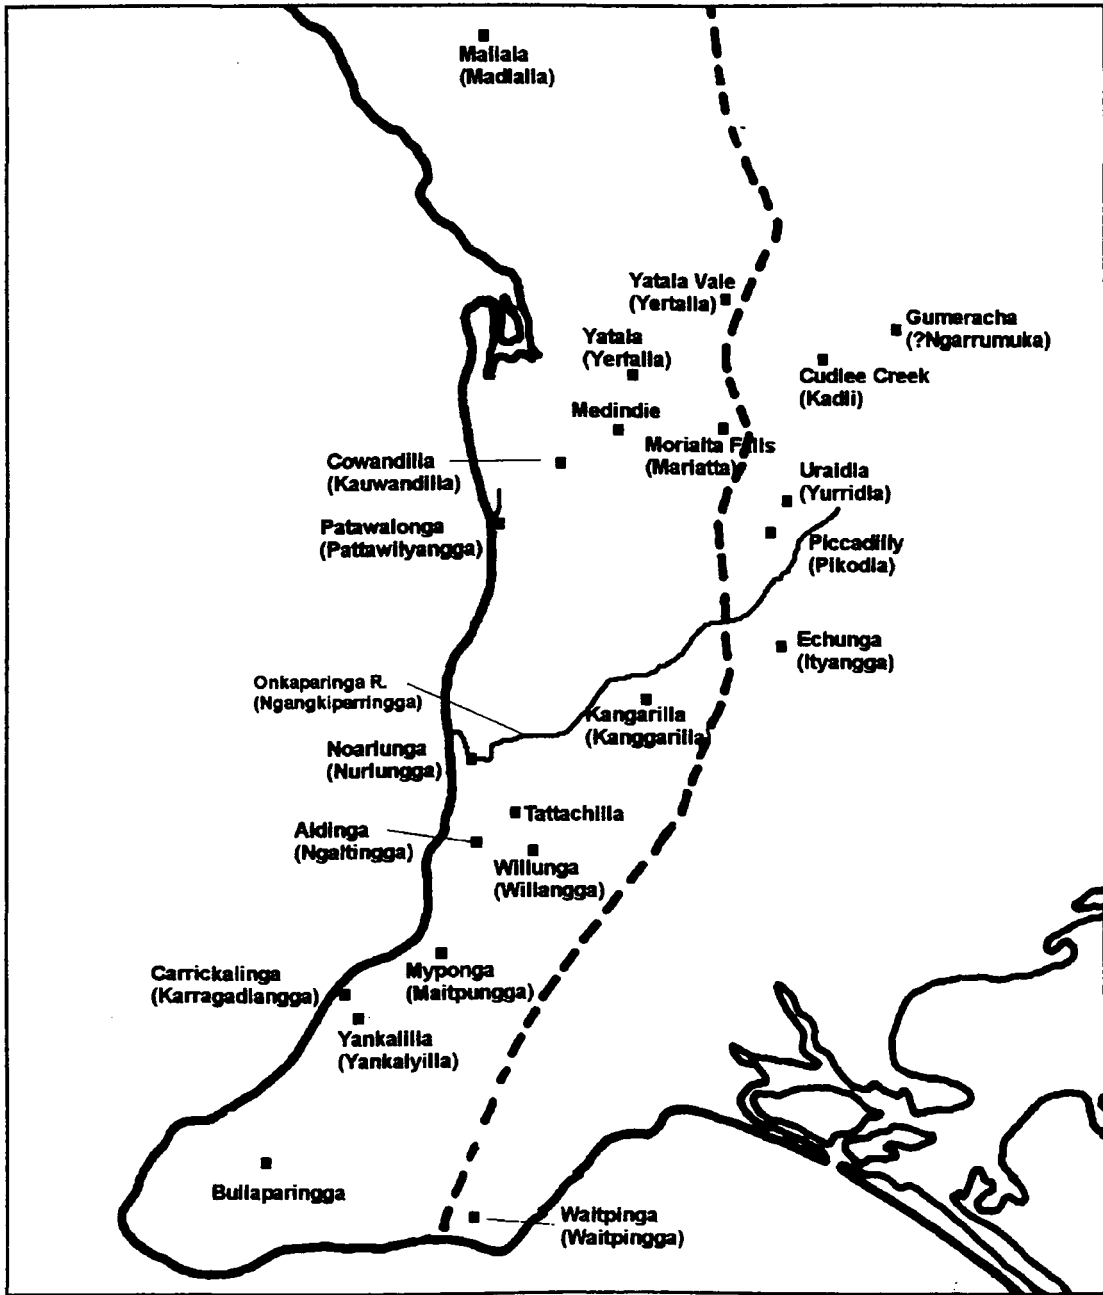 Mallala
(Madlalla)
Yatala Vale
(Yertalla)
Gumeracha
(?Ngarrumuka)
Yatala
(Yertalla)
Cudlee Creek
(Kadli)
Medindie
Morialta Falls
(Mariatta)
Cowandilla
(Kauwandilla)
Uraidla
(Yurridla)
Patawalonga
(Pattawilyangga)
Piccadilly
(Pikodla)
Echunga
(Ityangga)
Onkaparinga R.
(Ngangkiparringga)
Kangarilla
(Kanggarilla)
Noarlunga
(Nurlungga)
Tattachilla
Aldinga
(Ngaltingga)
Willunga
(Willangga)
Myponga
(Maitpungga)
Carrickalinga
(Karragadlangga)
Yankalilla
(Yankalyilla)
Bullaparingga
Waitpinga
(Waitpingga)